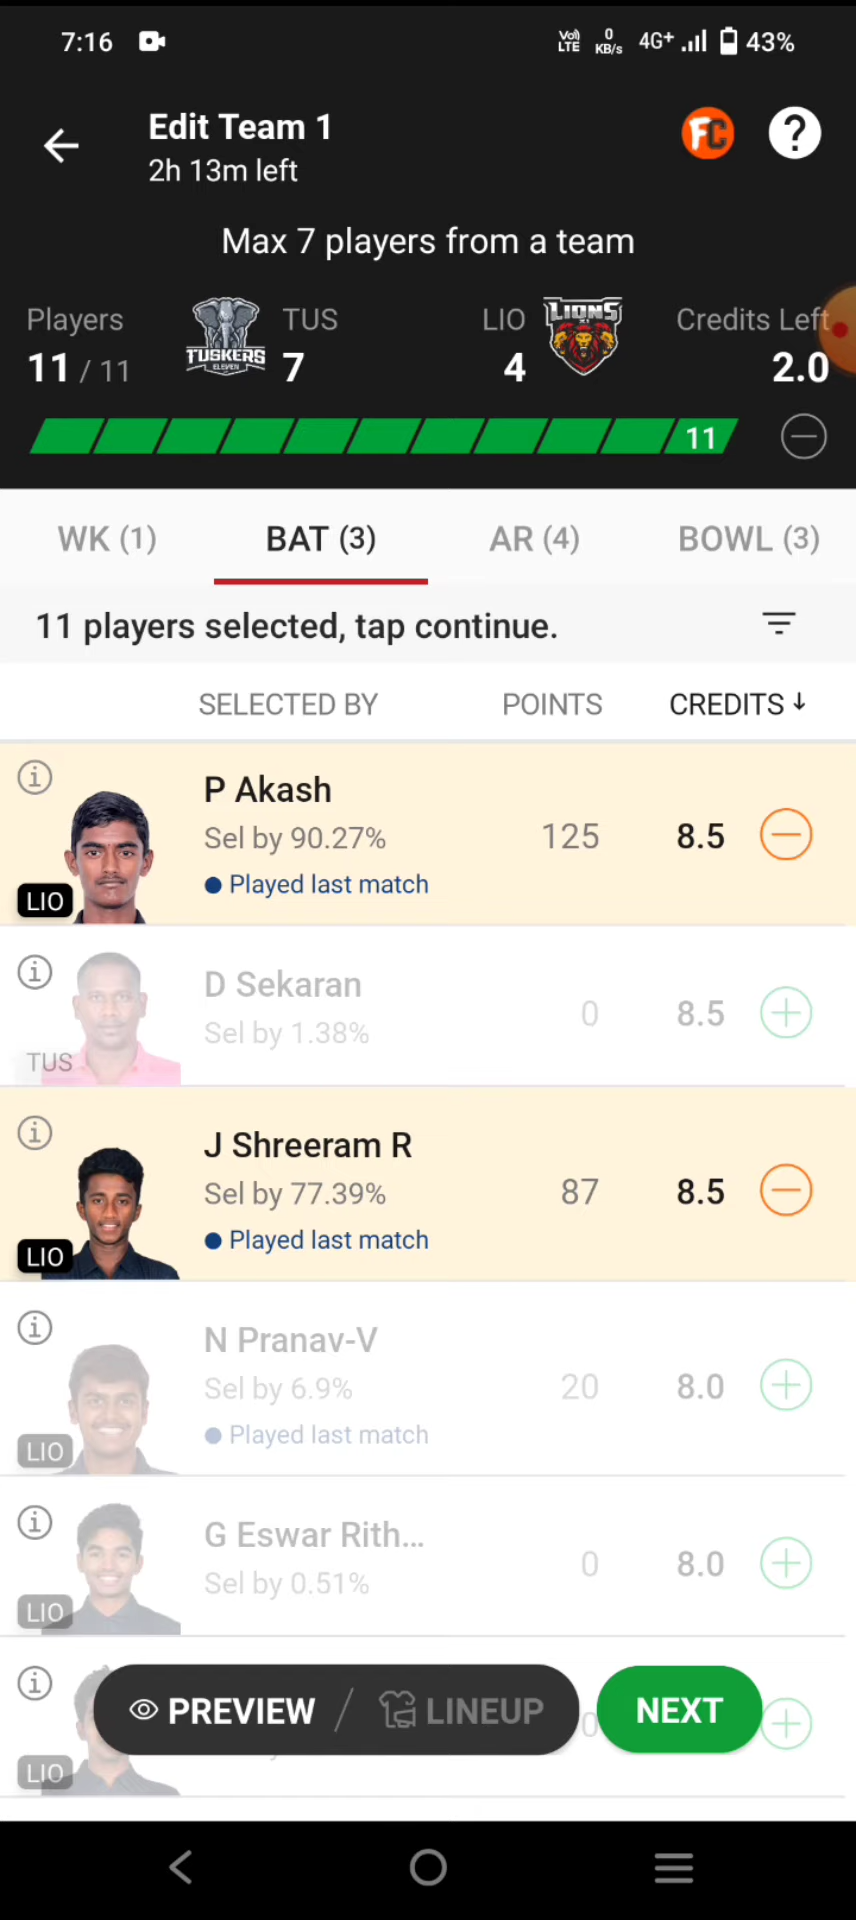 7:16 Vo) LTE 0 KB/s 4G+ 43%
Edit Team 1
2h 13m left
FC ?
Max 7 players from a team
Players TUSKERS ELEVEN TUS LIO LIONS Credits Left
11 / 11 7 4 2.0
11
WK (1) BAT (3) AR (4) BOWL (3)
11 players selected, tap continue.
SELECTED BY POINTS CREDITS ↓
P Akash
Sel by 90.27% 125 8.5
Played last match
LIO
D Sekaran
Sel by 1.38% 0 8.5
TUS
J Shreeram R
Sel by 77.39% 87 8.5
Played last match
LIO
N Pranav-V
Sel by 6.9% 20 8.0
Played last match
LIO
G Eswar Rith...
Sel by 0.51% 0 8.0
LIO
PREVIEW / LINEUP NEXT
LIO